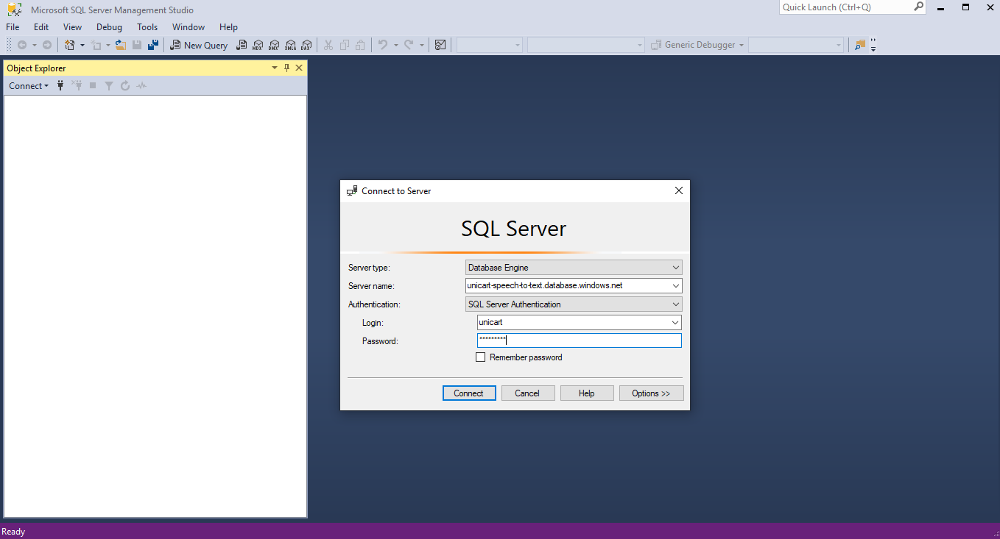 Microsoft SQL Server Management Studio
Quick Launch (Ctrl+Q)
File Edit View Debug Tools Window Help
New Query MDX DMX XMLA DAX Generic Debugger
Object Explorer
Connect
Connect to Server
SQL Server
Server type: Database Engine
Server name: unicart-speech-to-text.database.windows.net
Authentication: SQL Server Authentication
Login: unicart
Password: *********
Remember password
Connect Cancel Help Options >>
Ready